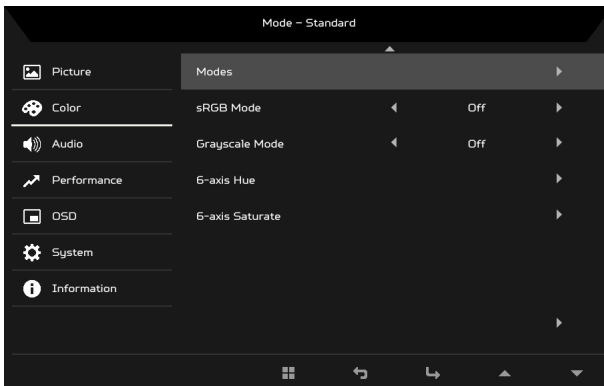 Mode – Standard
Picture
Modes
Color
sRGB Mode Off
Audio
Grayscale Mode Off
Performance
6-axis Hue
OSD
6-axis Saturate
System
Information